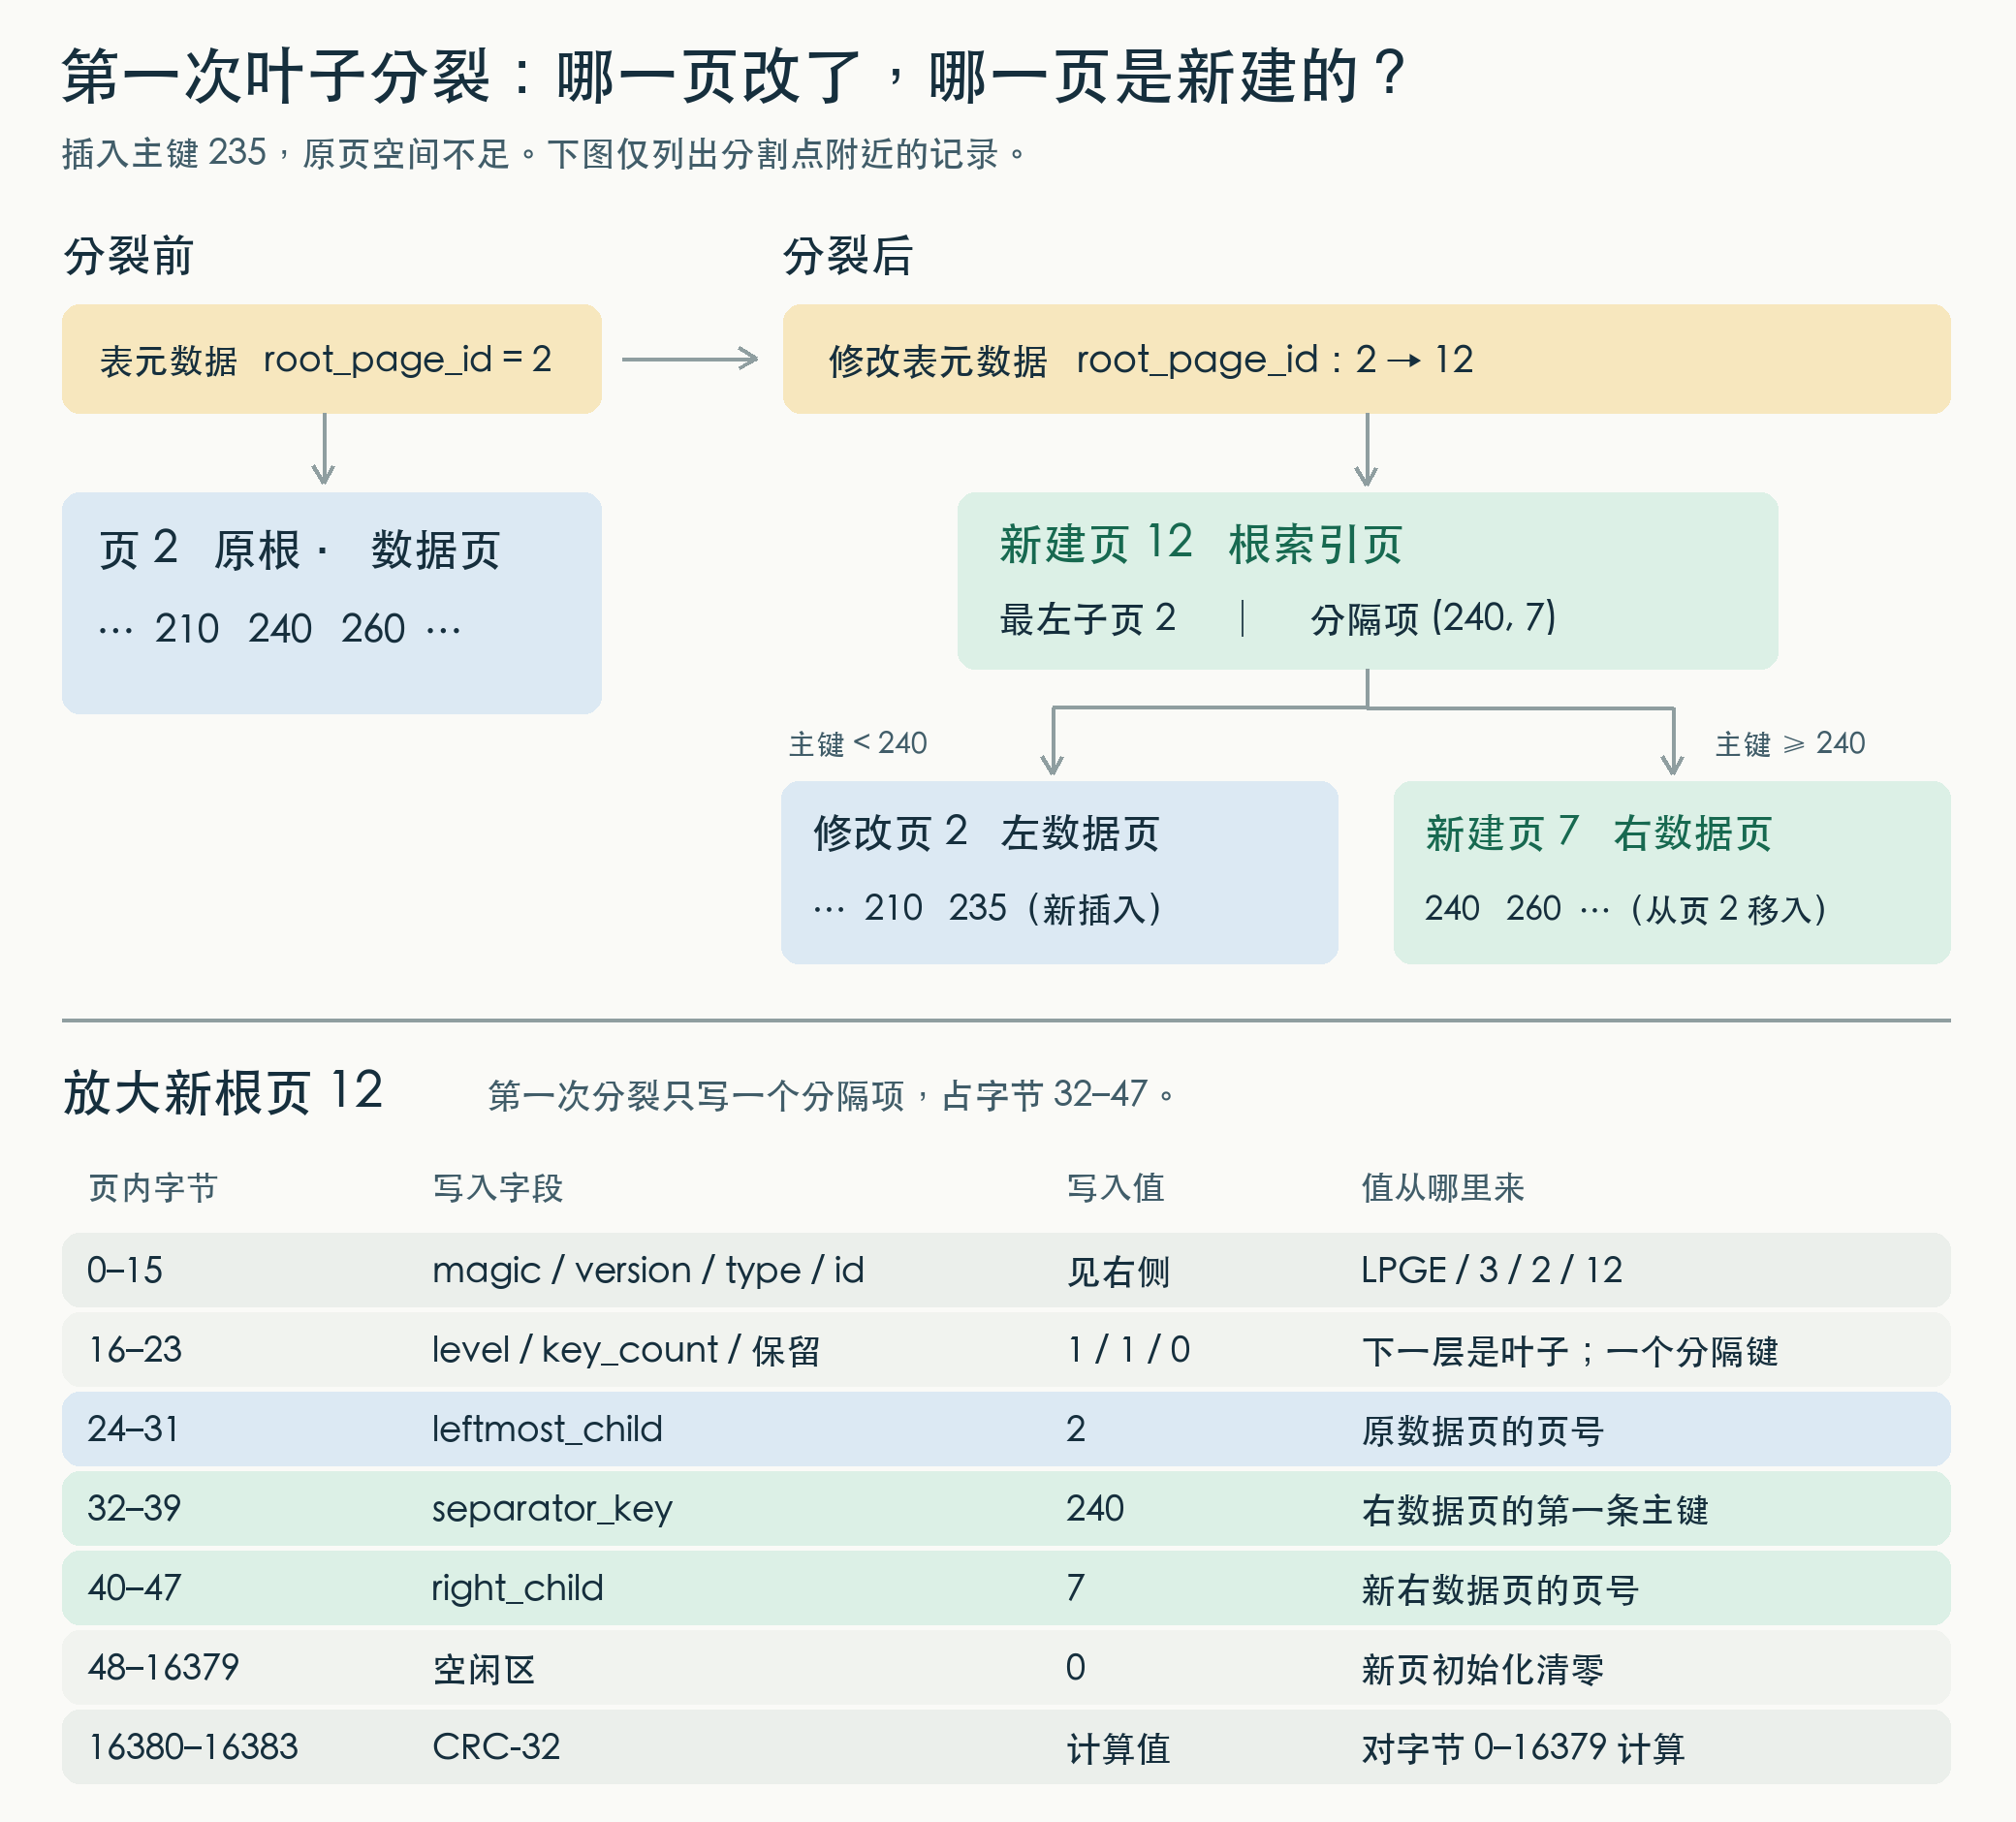 第一次叶子分裂：哪一页改了，哪一页是新建的？
插入主键 235，原页空间不足。下图仅列出分割点附近的记录。
分裂前
分裂后
表元数据 root_page_id = 2
修改表元数据 root_page_id：2 → 12
页 2 原根 · 数据页
… 210 240 260 …
新建页 12 根索引页
最左子页 2 | 分隔项 (240, 7)
主键 < 240
主键 ⩾ 240
修改页 2 左数据页
… 210 235（新插入）
新建页 7 右数据页
240 260 …（从页 2 移入）
放大新根页 12
第一次分裂只写一个分隔项，占字节 32–47。
页内字节 写入字段 写入值 值从哪里来
0–15 magic / version / type / id 见右侧 LPGE / 3 / 2 / 12
16–23 level / key_count / 保留 1 / 1 / 0 下一层是叶子；一个分隔键
24–31 leftmost_child 2 原数据页的页号
32–39 separator_key 240 右数据页的第一条主键
40–47 right_child 7 新右数据页的页号
48–16379 空闲区 0 新页初始化清零
16380–16383 CRC-32 计算值 对字节 0–16379 计算